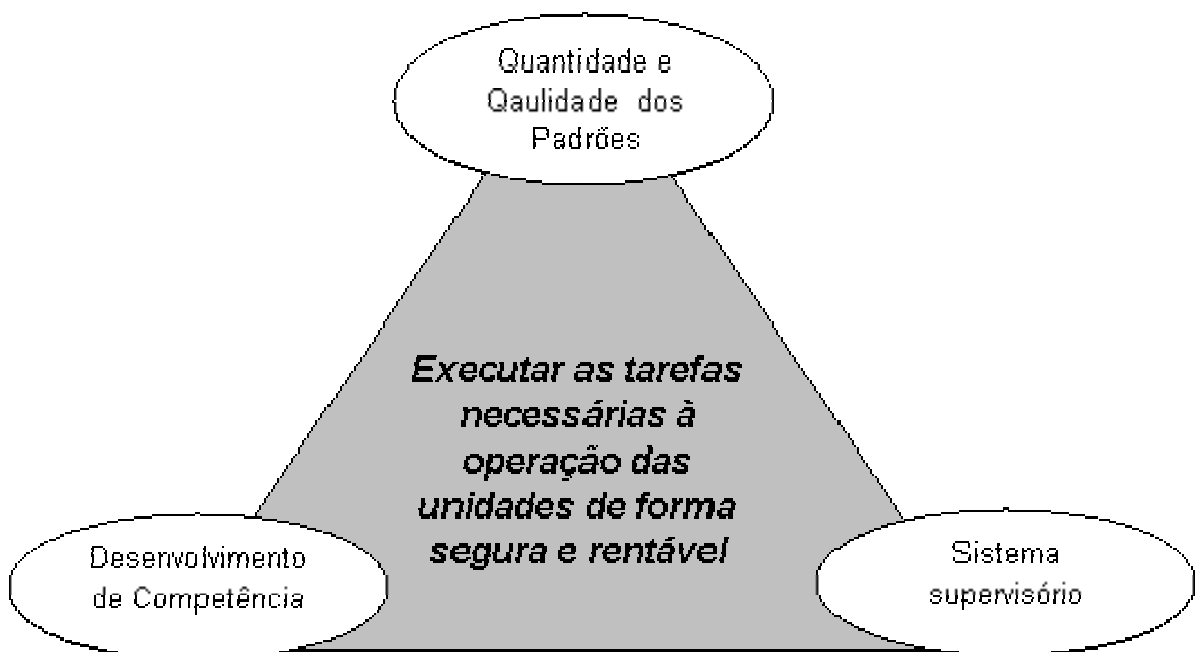 Quantidade e
Qaulidade dos
Padrões
Executar as tarefas
necessárias à
operação das
unidades de forma
segura e rentável
Desenvolvimento
de Competência
Sistema
supervisório